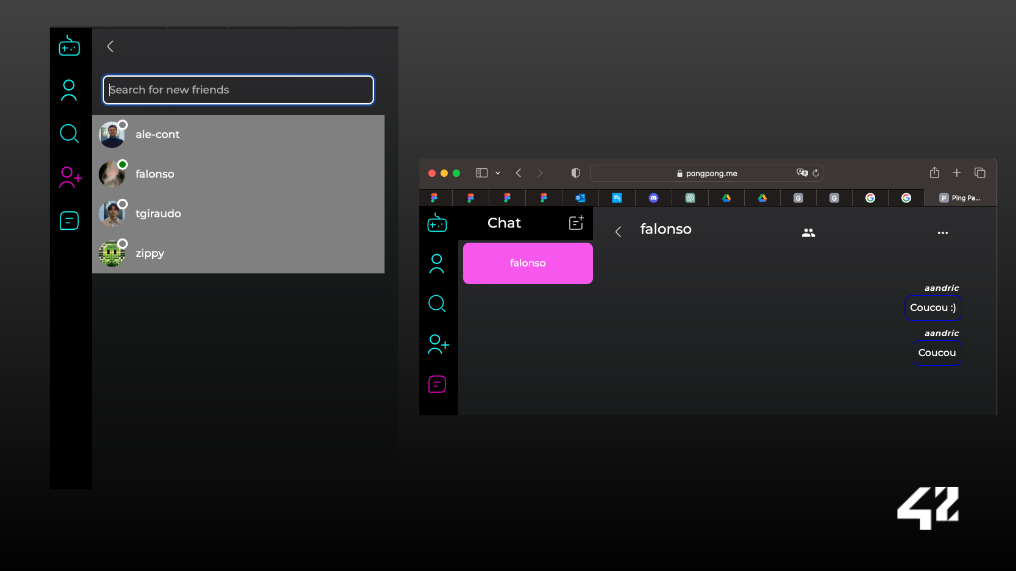 Search for new friends
ale-cont
falonso
tgiraudo
zippy
pongpong.me
Ping Pa...
Chat
falonso
falonso
aandric
Coucou :)
aandric
Coucou
42